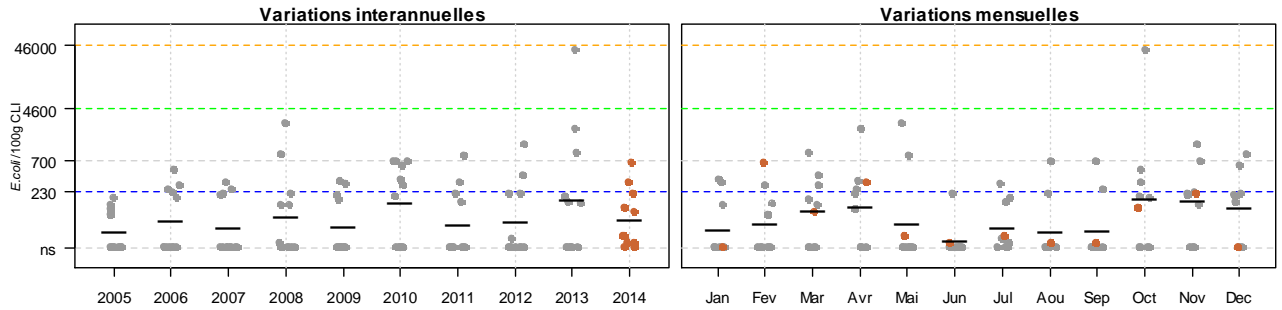 Variations interannuelles
Variations mensuelles
E.coli/100g CLI
46000
4600
700
230
ns
2005 2006 2007 2008 2009 2010 2011 2012 2013 2014
Jan Fev Mar Avr Mai Jun Jul Aou Sep Oct Nov Dec